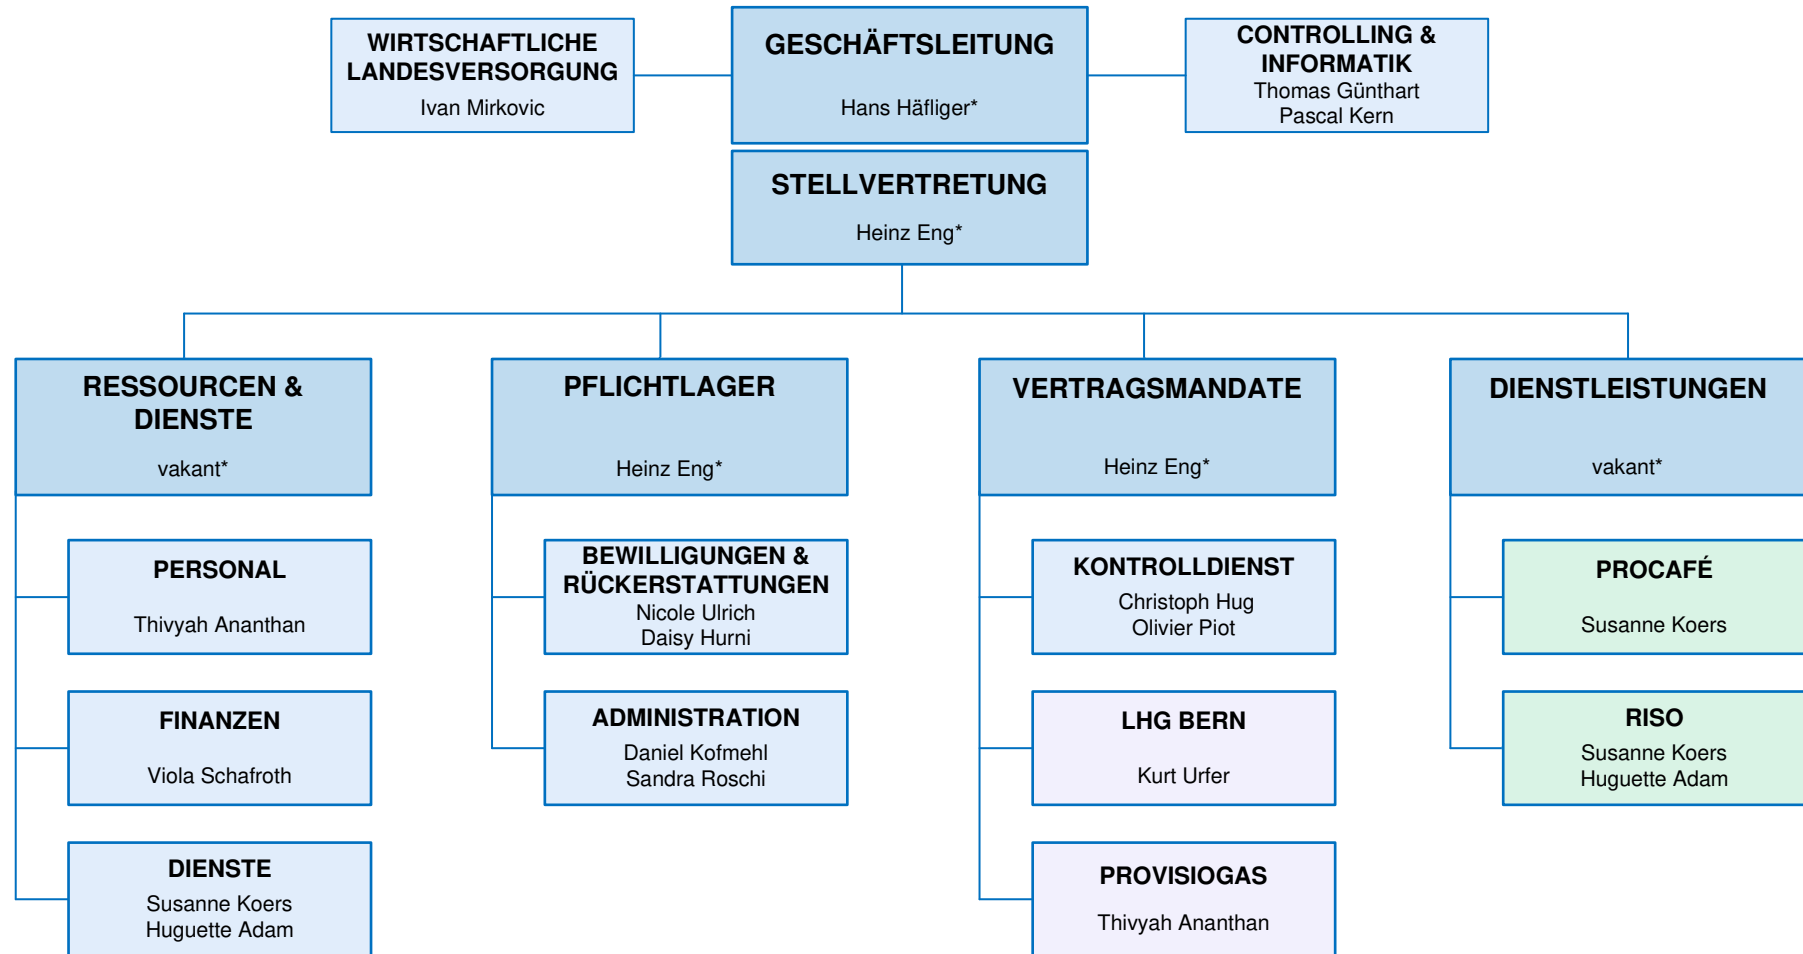 WIRTSCHAFTLICHE
LANDESVERSORGUNG
Ivan Mirkovic
GESCHÄFTSLEITUNG
Hans Häfliger*
CONTROLLING &
INFORMATIK
Thomas Günthart
Pascal Kern
STELLVERTRETUNG
Heinz Eng*
RESSOURCEN &
DIENSTE
vakant*
PFLICHTLAGER
Heinz Eng*
VERTRAGSMANDATE
Heinz Eng*
DIENSTLEISTUNGEN
vakant*
PERSONAL
Thivyah Ananthan
BEWILLIGUNGEN &
RÜCKERSTATTUNGEN
Nicole Ulrich
Daisy Hurni
KONTROLLDIENST
Christoph Hug
Olivier Piot
PROCAFÉ
Susanne Koers
FINANZEN
Viola Schafroth
ADMINISTRATION
Daniel Kofmehl
Sandra Roschi
LHG BERN
Kurt Urfer
RISO
Susanne Koers
Huguette Adam
DIENSTE
Susanne Koers
Huguette Adam
PROVISIOGAS
Thivyah Ananthan